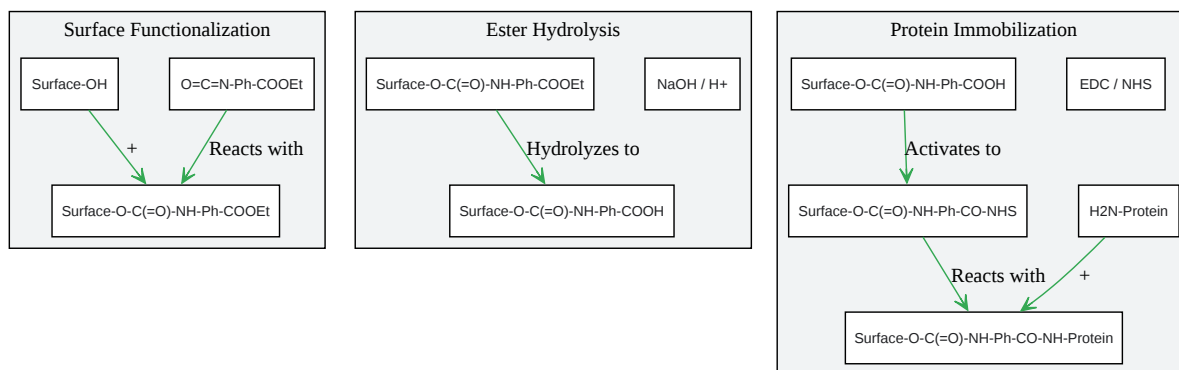 Surface Functionalization
Surface-OH
O=C=N-Ph-COOEt
+
Reacts with
Surface-O-C(=O)-NH-Ph-COOEt
Ester Hydrolysis
Surface-O-C(=O)-NH-Ph-COOEt
NaOH / H+
Hydrolyzes to
Surface-O-C(=O)-NH-Ph-COOH
Protein Immobilization
Surface-O-C(=O)-NH-Ph-COOH
EDC / NHS
Activates to
Surface-O-C(=O)-NH-Ph-CO-NHS
H2N-Protein
Reacts with
+
Surface-O-C(=O)-NH-Ph-CO-NH-Protein